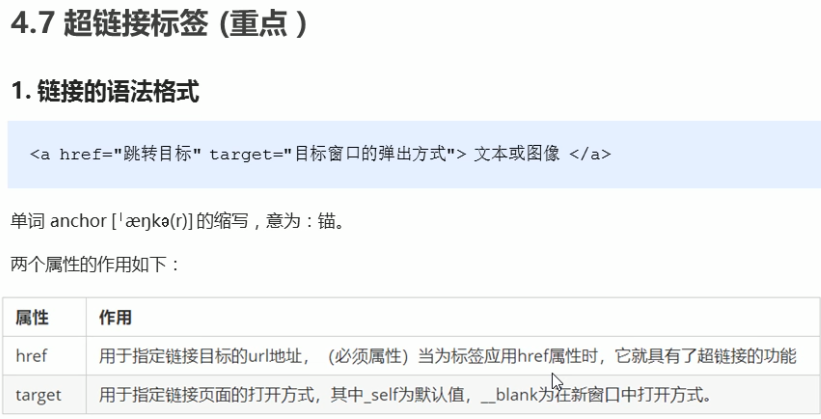 4.7 超链接标签 (重点 )
1. 链接的语法格式
<a href="跳转目标" target="目标窗口的弹出方式"> 文本或图像 </a>
单词 anchor [ˈæŋkə(r)] 的缩写，意为：锚。
两个属性的作用如下：
属性 作用
href 用于指定链接目标的url地址，（必须属性）当为标签应用href属性时，它就具有了超链接的功能
target 用于指定链接页面的打开方式，其中_self为默认值，__blank为在新窗口中打开方式。